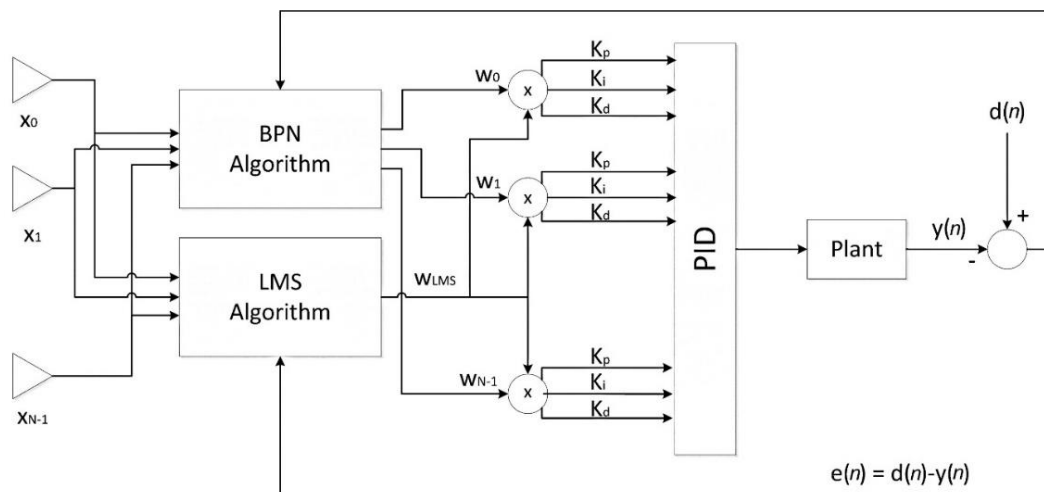 x0
x1
xN-1
BPN
Algorithm
LMS
Algorithm
w0
w1
wLMS
wN-1
x
x
x
Kp
Ki
Kd
Kp
Ki
Kd
Kp
Ki
Kd
PID
Plant
y(n)
d(n)
+
-
e(n) = d(n)-y(n)